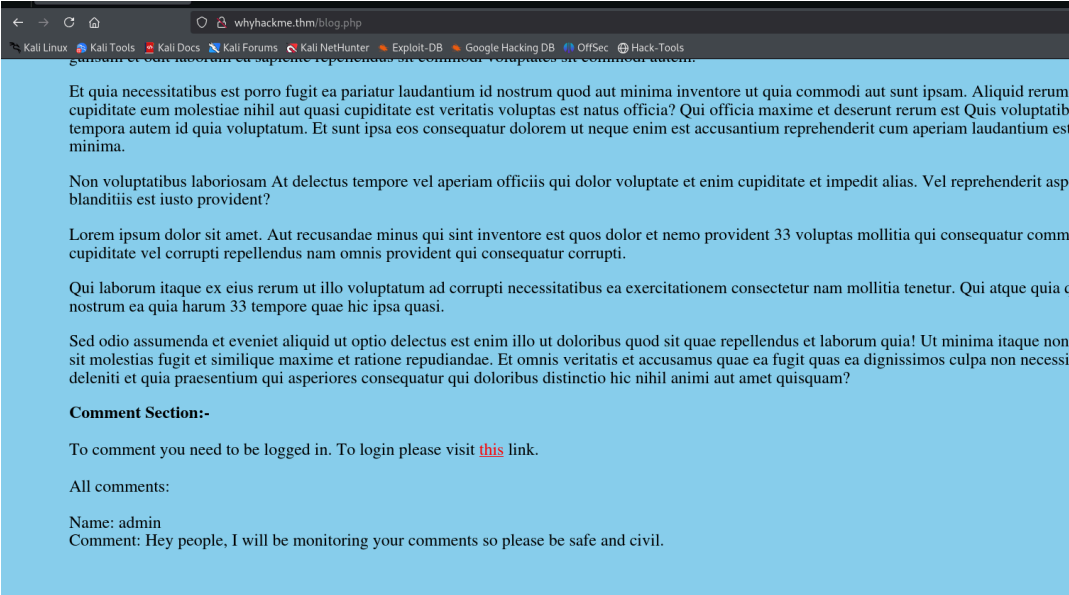 whyhackme.thm/blog.php
Kali Linux Kali Tools Kali Docs Kali Forums Kali NetHunter Exploit-DB Google Hacking DB OffSec Hack-Tools
galisum et odit laborum ea sapiente repellendus sit commodi voluptates sit commodi autem.
Et quia necessitatibus est porro fugit ea pariatur laudantium id nostrum quod aut minima inventore ut quia commodi aut sunt ipsam. Aliquid rerum
cupiditate eum molestiae nihil aut quasi cupiditate est veritatis voluptas est natus officia? Qui officia maxime et deserunt rerum est Quis voluptatib
tempora autem id quia voluptatum. Et sunt ipsa eos consequatur dolorem ut neque enim est accusantium reprehenderit cum aperiam laudantium est
minima.
Non voluptatibus laboriosam At delectus tempore vel aperiam officiis qui dolor voluptate et enim cupiditate et impedit alias. Vel reprehenderit asp
blanditiis est iusto provident?
Lorem ipsum dolor sit amet. Aut recusandae minus qui sint inventore est quos dolor et nemo provident 33 voluptas mollitia qui consequatur comm
cupiditate vel corrupti repellendus nam omnis provident qui consequatur corrupti.
Qui laborum itaque ex eius rerum ut illo voluptatum ad corrupti necessitatibus ea exercitationem consectetur nam mollitia tenetur. Qui atque quia
nostrum ea quia harum 33 tempore quae hic ipsa quasi.
Sed odio assumenda et eveniet aliquid ut optio delectus est enim illo ut doloribus quod sit quae repellendus et laborum quia! Ut minima itaque non
sit molestias fugit et similique maxime et ratione repudiandae. Et omnis veritatis et accusamus quae ea fugit quas ea dignissimos culpa non necessi
deleniti et quia praesentium qui asperiores consequatur qui doloribus distinctio hic nihil animi aut amet quisquam?
Comment Section:-
To comment you need to be logged in. To login please visit this link.
All comments:
Name: admin
Comment: Hey people, I will be monitoring your comments so please be safe and civil.